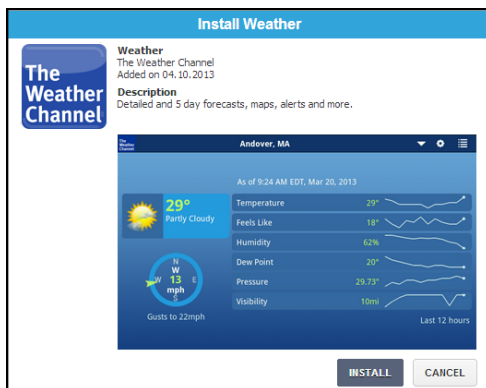 Install Weather
The
Weather
Channel
Weather
The Weather Channel
Added on 04.10.2013
Description
Detailed and 5 day forecasts, maps, alerts and more.
The
Weather
Channel
Andover, MA
As of 9:24 AM EDT, Mar 20, 2013
29°
Partly Cloudy
Temperature 29°
Feels Like 18°
Humidity 62%
Dew Point 20°
Pressure 29.73"
Visibility 10mi
N
W
W 13 E
mph
S
Gusts to 22mph
Last 12 hours
INSTALL CANCEL